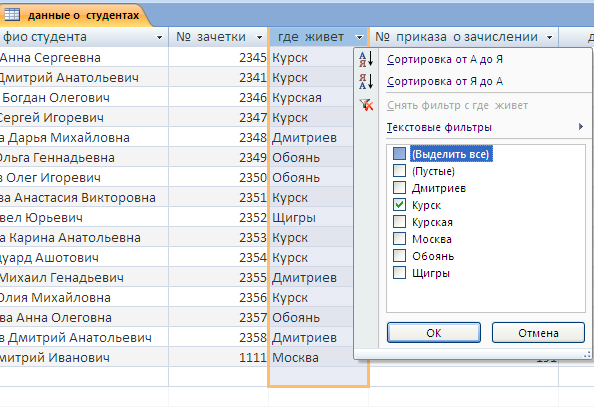 данные о студентах
фио студента № зачетки где живет № приказа о зачислении д
Анна Сергеевна 2345 Курск
Дмитрий Анатольевич 2341 Курск
Богдан Олегович 2346 Курская
Сергей Игоревич 2347 Курск
а Дарья Михайловна 2348 Дмитриев
Ольга Геннадьевна 2349 Обоянь
в Олег Игоревич 2350 Обоянь
ва Анастасия Викторовна 2351 Курск
вел Юрьевич 2352 Щигры
а Карина Анатольевна 2353 Курск
дуард Ашотович 2354 Курск
Михаил Генадьевич 2355 Дмитриев
Юлия Михайловна 2356 Курск
ва Анна Олеговна 2357 Обоянь
в Дмитрий Анатольевич 2358 Дмитриев
митрий Иванович 1111 Москва
Сортировка от А до Я
Сортировка от Я до А
Снять фильтр с где живет
Текстовые фильтры
(Выделить все)
(Пустые)
Дмитриев
Курск
Курская
Москва
Обоянь
Щигры
ОК Отмена